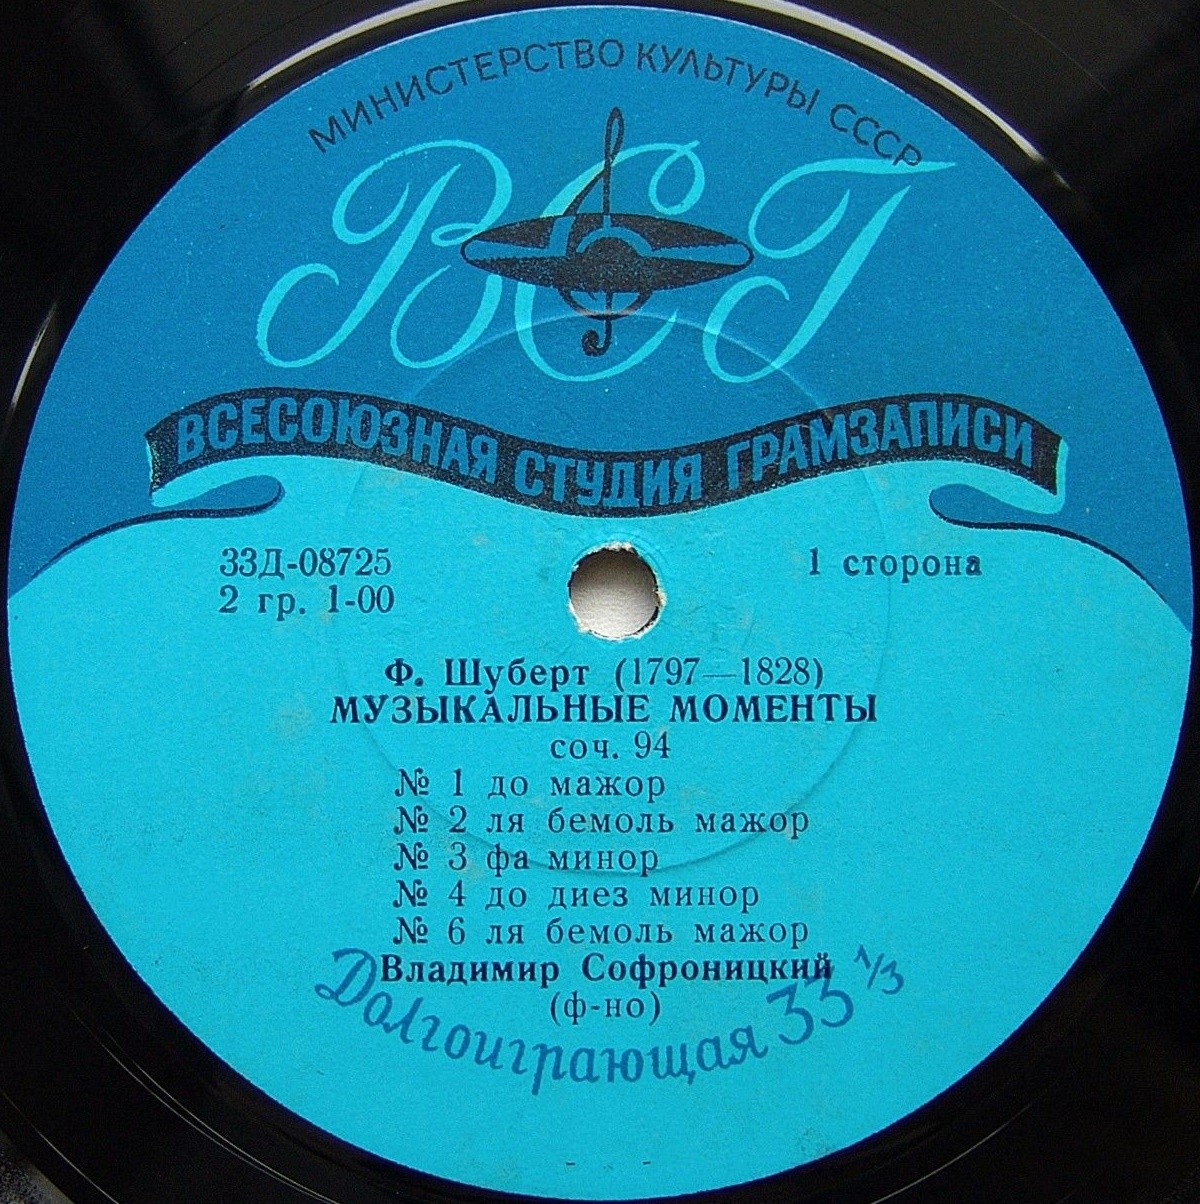 МИНИСТЕРСТВО КУЛЬТУРЫ СССР
ВСГ
ВСЕСОЮЗНАЯ СТУДИЯ ГРАМЗАПИСИ
33Д-08725
2 гр. 1-00
1 сторона
Ф. Шуберт (1797—1828)
МУЗЫКАЛЬНЫЕ МОМЕНТЫ
соч. 94
№ 1 до мажор
№ 2 ля бемоль мажор
№ 3 фа минор
№ 4 до диез минор
№ 6 ля бемоль мажор
Владимир Софроницкий
(ф-но)
Долгоиграющая 33 1/3